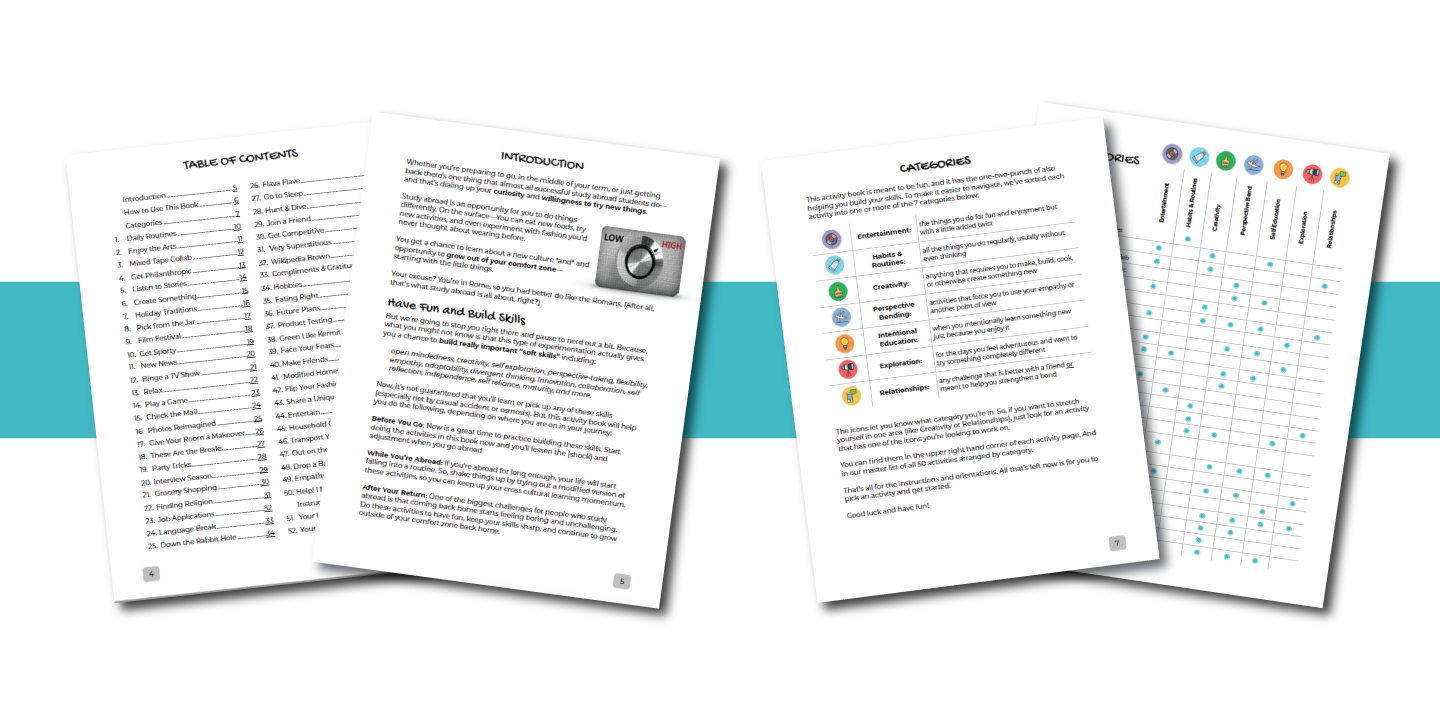 TABLE OF CONTENTS
Introduction 5
How to Use This Book 6
Categories 7
1. Daily Routines 10
2. Enjoy the Arts 11
3. Mixed Tape Collab 12
4. Get Philanthropic 13
5. Listen to Stories 14
6. Create Something 15
7. Holiday Traditions 16
8. Pick from the Jar 17
9. Film Festival 18
10. Get Sporty 19
11. New News 20
12. Binge a TV Show 21
13. Relax 22
14. Play a Game 23
15. Check the Mail 24
16. Photos Reimagined 25
17. Give Your Room a Makeover 26
18. These Are the Breaks 27
19. Party Tricks 28
20. Interview Season 29
21. Grocery Shopping 30
22. Finding Religion 31
23. Job Applications 32
24. Language Break 33
25. Down the Rabbit Hole 34
26. Flava Flave
27. Go to Sleep
28. Hunt & Dive
29. Join a Friend
30. Get Competitive
31. Very Superstitious
32. Wikipedia Brown
33. Compliments & Gratitu
34. Hobbies
35. Eating Right
36. Future Plans
37. Product Testing
38. Green Like Kermit
39. Face Your Fears
40. Make Friends
41. Modified Home
42. Flip Your Fashi
43. Share a Uniqu
44. Entertain
45. Household
46. Transport Y
47. Out on the
48. Drop a Ba
49. Empath
50. Help! I
Instru
51. Your
52. Your
4
INTRODUCTION
Whether you're preparing to go, in the middle of your term, or just getting
back there's one thing that almost all successful study abroad students do—
and that's dialing up your curiosity and willingness to try new things.
Study abroad is an opportunity for you to do things
differently. On the surface—You can eat new foods, try
new activities, and even experiment with fashion you'd
never thought about wearing before.
You get a chance to learn about a new culture *and* and
opportunity to grow out of your comfort zone—
starting with the little things.
LOW
HIGH
Your excuse? You're in Rome, so you had better do like the Romans. (After all,
that's what study abroad is all about, right?)
Have Fun and Build Skills
But we're going to stop you right there and pause to nerd out a bit. Because,
what you might not know is that this type of experimentation actually gives
you a chance to build really important "soft skills" including:
open mindedness, creativity, self exploration, perspective-taking, flexibility,
empathy, adaptability, divergent thinking, innovation, collaboration, self
reflection, independence, self reliance, maturity, and more.
Now, it's not guaranteed that you'll learn or pick up any of these skills
(especially not by casual accident or osmosis). But this activity book will help
you do the following, depending on where you are on in your journey:
Before You Go: Now is a great time to practice building these skills. Start
doing the activities in this book now and you'll lessen the (shock) and
adjustment when you go abroad
While You're Abroad: If you're abroad for long enough, your life will start
falling into a routine. So, shake things up by trying out a modified version of
these activities, so you can keep up your cross cultural learning momentum.
After Your Return: One of the biggest challenges for people who study
abroad is that coming back home starts feeling boring and unchallenging.
Do these activities to have fun, keep your skills sharp, and continue to grow
outside of your comfort zone back home.
5
CATEGORIES
This activity book is meant to be fun, and it has the one-two-punch of also
helping you build your skills. To make it easier to navigate, we've sorted each
activity into one or more of the 7 categories below:
Entertainment: the things you do for fun and enjoyment but
with a little added twist
Habits & Routines: all the things you do regularly, usually without
even thinking
Creativity: anything that requires you to make, build, cook,
or otherwise create something new
Perspective Bending: activities that force you to use your empathy or
another point of view
Intentional Education: when you intentionally learn something new
just because you enjoy it
Exploration: for the days you feel adventurous and want to
try something completely different
Relationships: any challenge that is better with a friend or
meant to help you strengthen a bond
The icons let you know what category you're in. So, if you want to stretch
yourself in one area (like Creativity or Relationships), just look for an activity
that has one of the icons you're looking to work on.
You can find them in the upper right hand corner of each activity page, And
in our master list of all 50 activities arranged by category.
That's all for the instructions and orientations. All that's left now is for you to
pick an activity and get started.
Good luck and have fun!
7
ORIES
Entertainment
Habits & Routines
Creativity
Perspective Band
Self Education
Exploration
Relationships